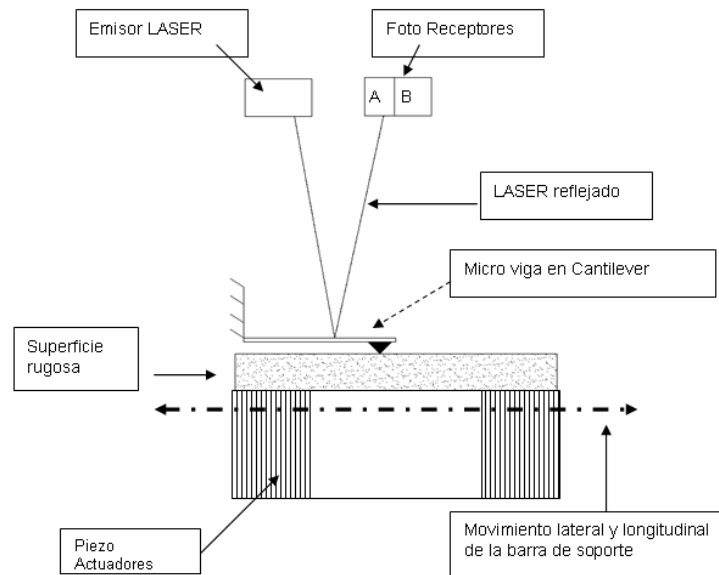 Emisor LASER
Foto Receptores
A B
LASER reflejado
Micro viga en Cantilever
Superficie
rugosa
Piezo
Actuadores
Movimiento lateral y longitudinal
de la barra de soporte